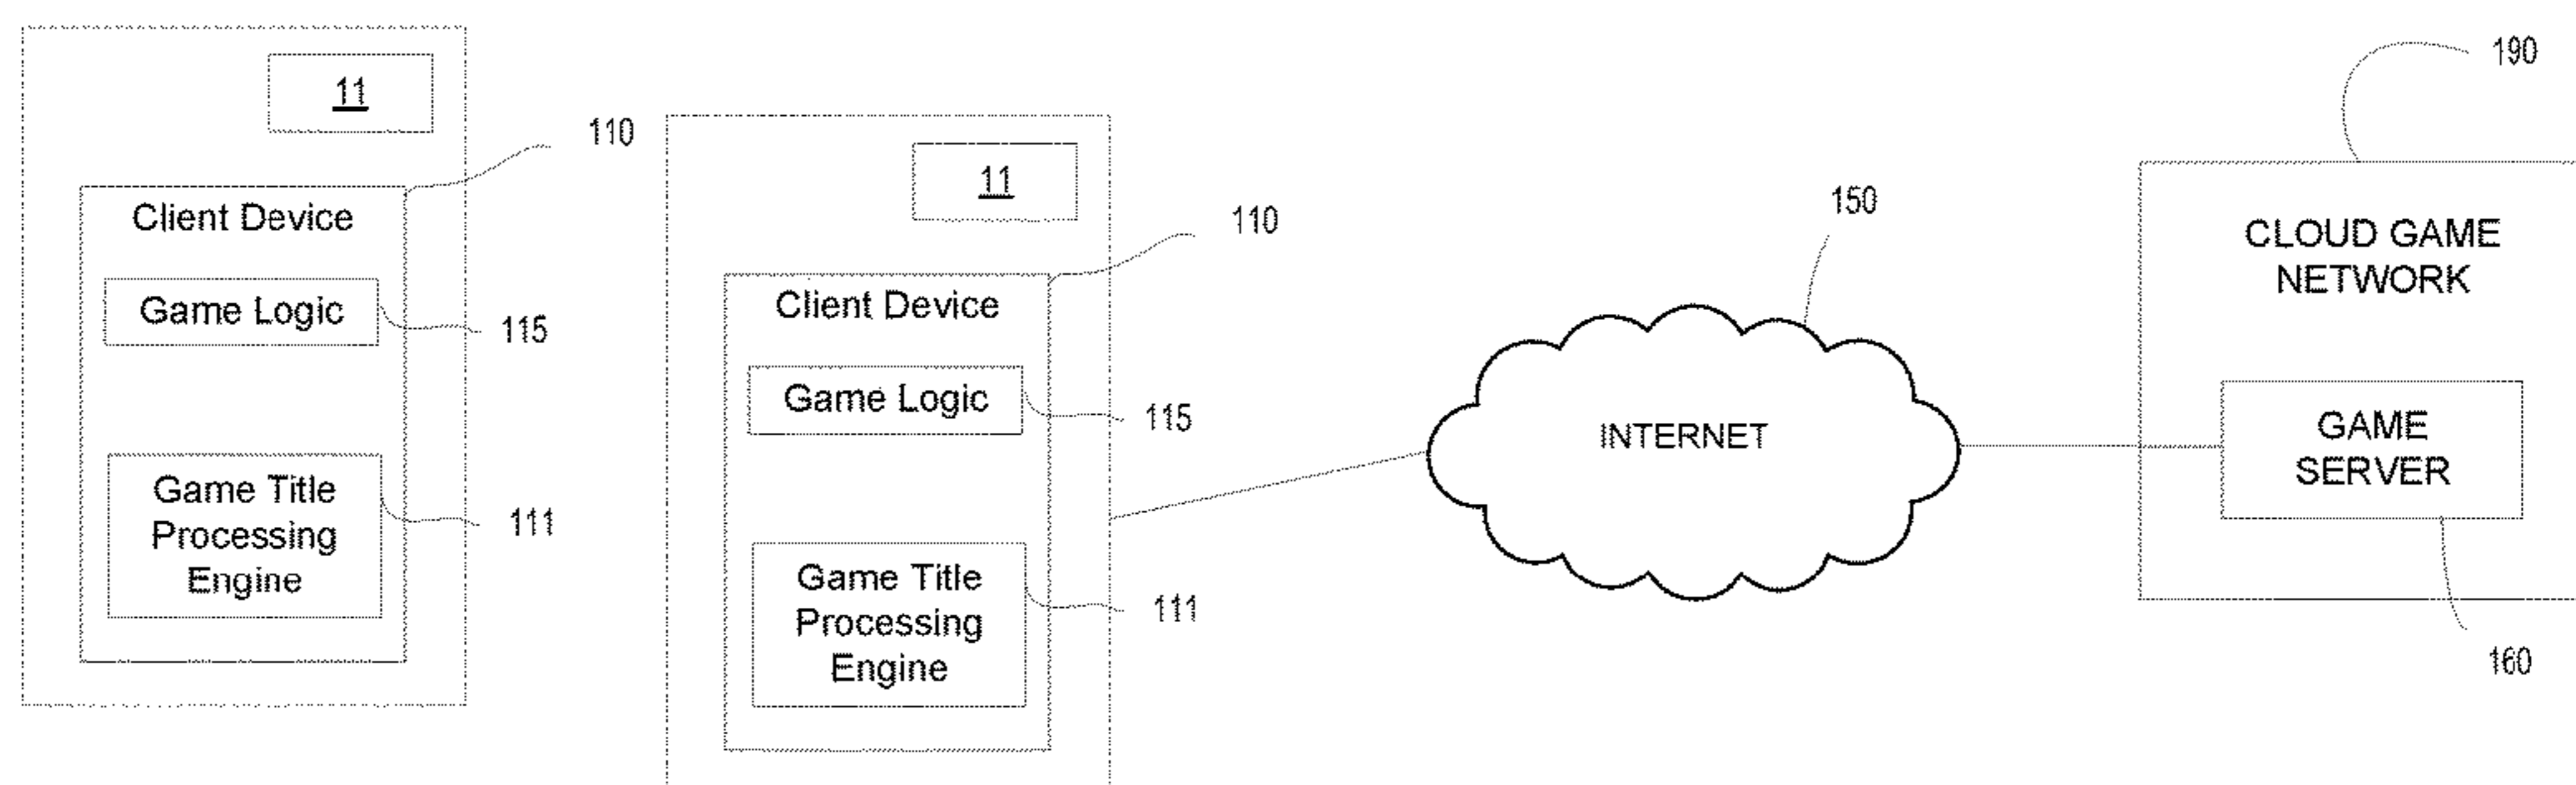 11
110
Client Device
Game Logic
115
Game Title
Processing
Engine
111
11
110
Client Device
Game Logic
115
Game Title
Processing
Engine
111
150
INTERNET
190
CLOUD GAME
NETWORK
GAME
SERVER
160